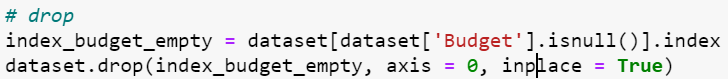 # drop
index_budget_empty = dataset[dataset['Budget'].isnull()].index
dataset.drop(index_budget_empty, axis = 0, inplace = True)